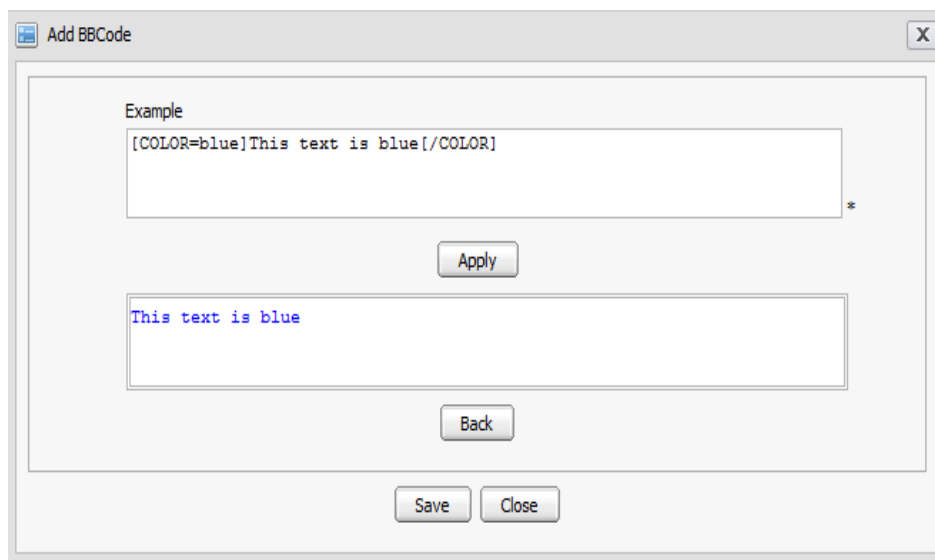 Add BBCode
X
Example
[COLOR=blue]This text is blue[/COLOR]
*
Apply
This text is blue
Back
Save Close